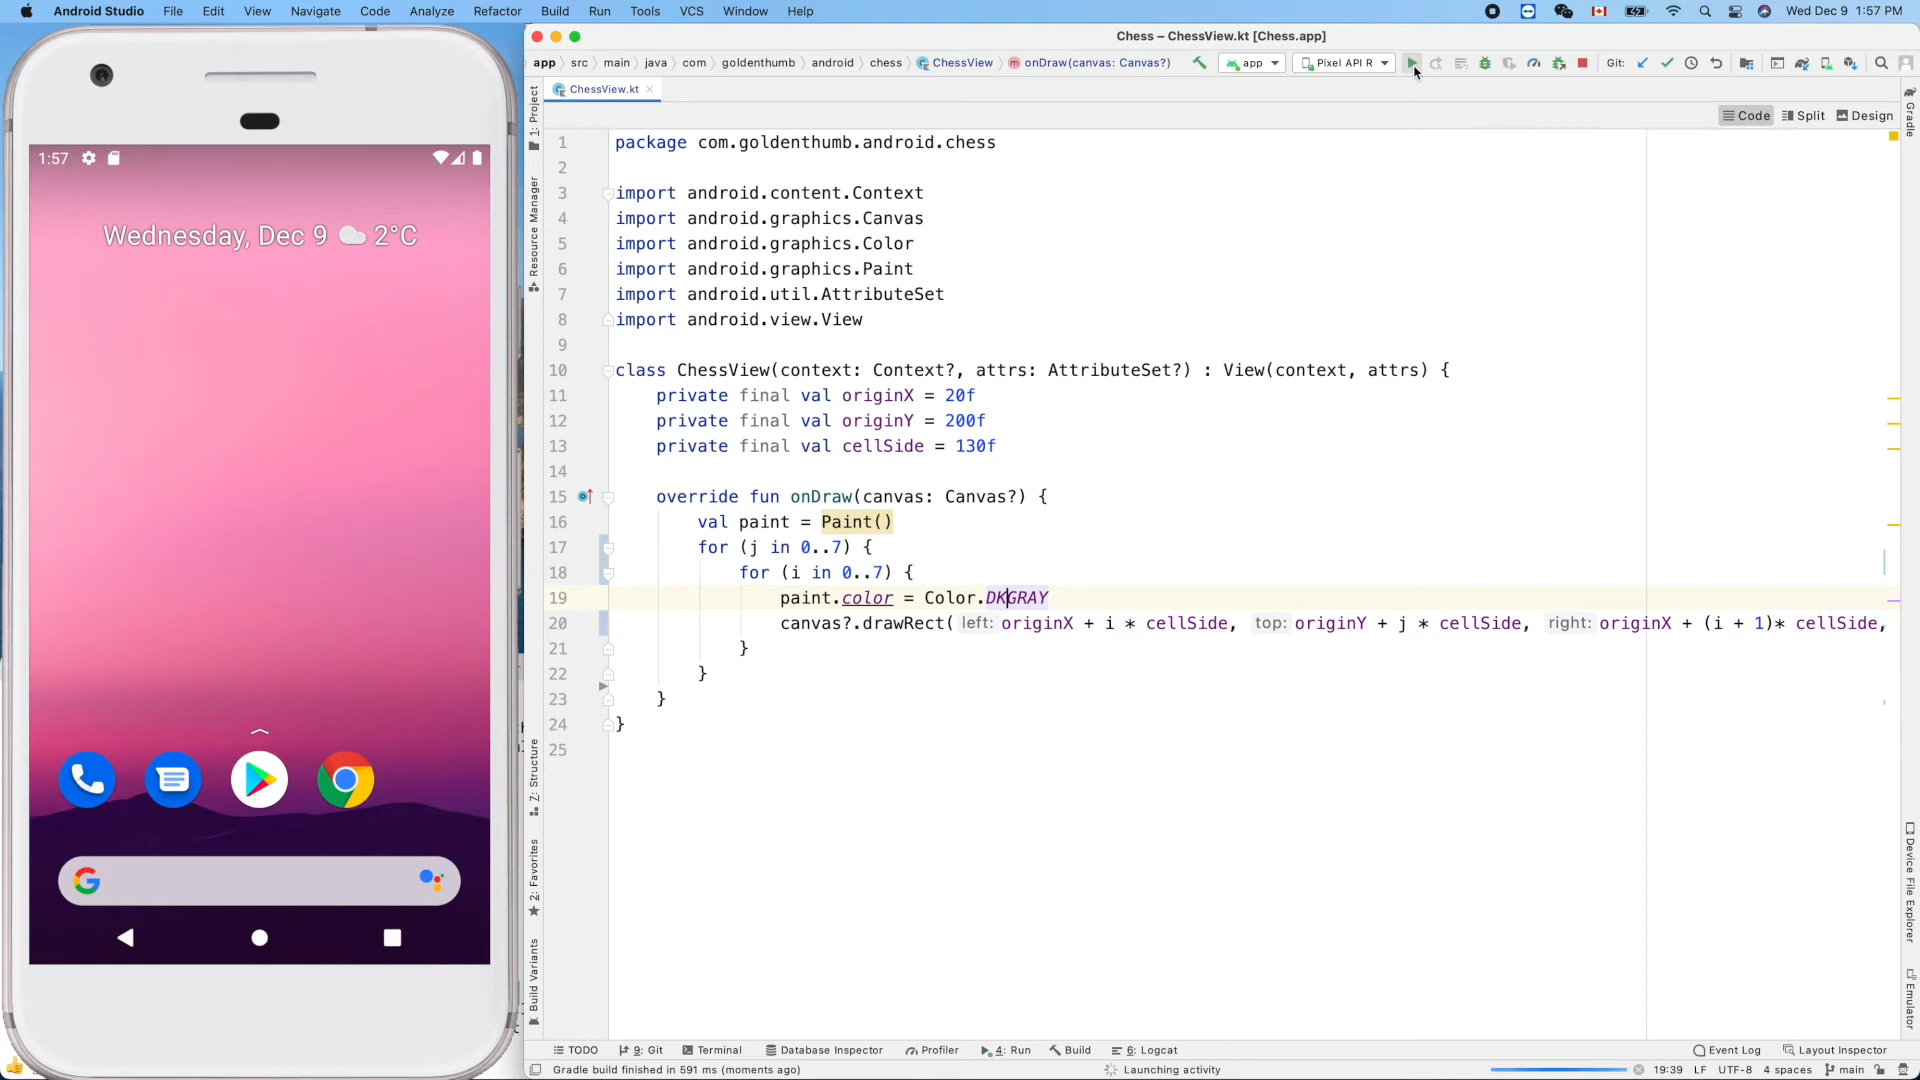 Android Studio File Edit View Navigate Code Analyze Refactor Build Run Tools VCS Window Help Wed Dec 9 1:57 PM
Chess – ChessView.kt [Chess.app]
app src main java com goldenthumb android chess ChessView onDraw(canvas: Canvas?) app Pixel API R Git:
ChessView.kt
Code Split Design
1: Project
Resource Manager
Z: Structure
2: Favorites
Build Variants
Gradle
Device File Explorer
Emulator
1:57
Wednesday, Dec 9 2°C
1 package com.goldenthumb.android.chess
2
3 import android.content.Context
4 import android.graphics.Canvas
5 import android.graphics.Color
6 import android.graphics.Paint
7 import android.util.AttributeSet
8 import android.view.View
9
10 class ChessView(context: Context?, attrs: AttributeSet?) : View(context, attrs) {
11 private final val originX = 20f
12 private final val originY = 200f
13 private final val cellSide = 130f
14
15 override fun onDraw(canvas: Canvas?) {
16 val paint = Paint()
17 for (j in 0..7) {
18 for (i in 0..7) {
19 paint.color = Color.DKGRAY
20 canvas?.drawRect( left: originX + i * cellSide, top: originY + j * cellSide, right: originX + (i + 1)* cellSide,
21 }
22 }
23 }
24 }
25
TODO 9: Git Terminal Database Inspector Profiler 4: Run Build 6: Logcat Event Log Layout Inspector
Gradle build finished in 591 ms (moments ago) Launching activity 19:39 LF UTF-8 4 spaces main